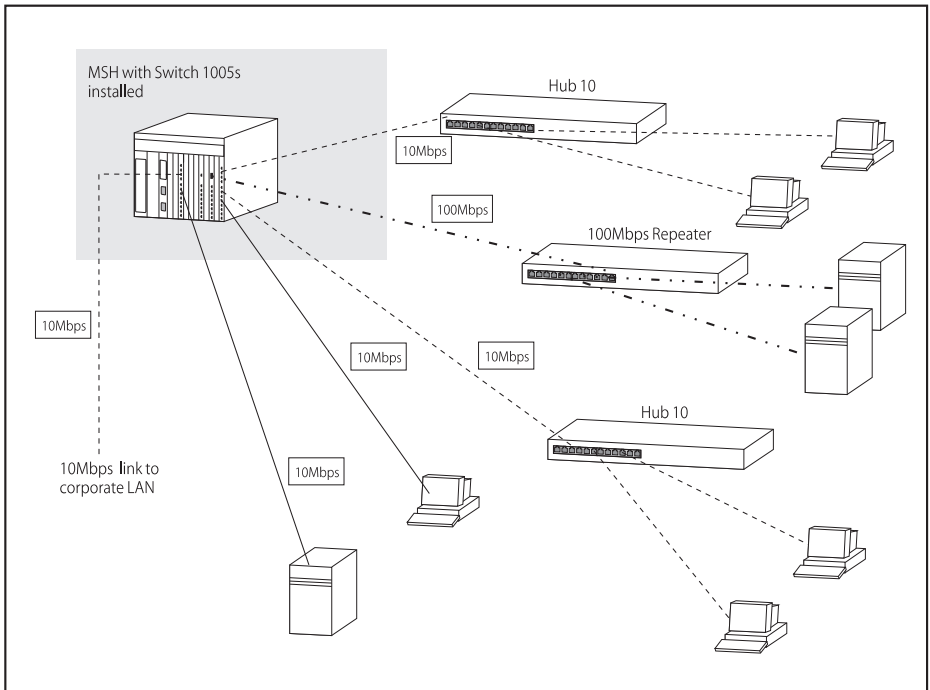 MSH with Switch 1005s
installed
Hub 10
10Mbps
100Mbps
100Mbps Repeater
10Mbps
10Mbps
10Mbps
Hub 10
10Mbps link to
corporate LAN
10Mbps